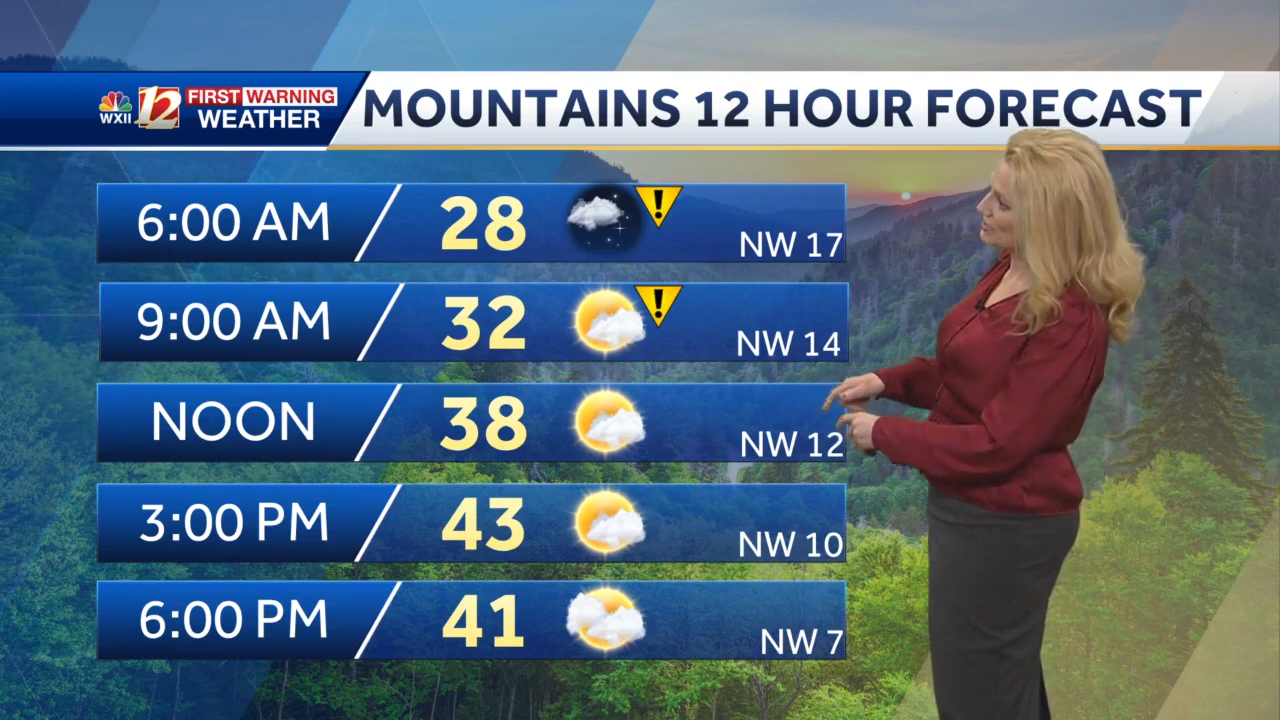 WXII 12 FIRST WARNING
WEATHER
MOUNTAINS 12 HOUR FORECAST
6:00 AM 28 ! NW 17
9:00 AM 32 ! NW 14
NOON 38 NW 12
3:00 PM 43 NW 10
6:00 PM 41 NW 7